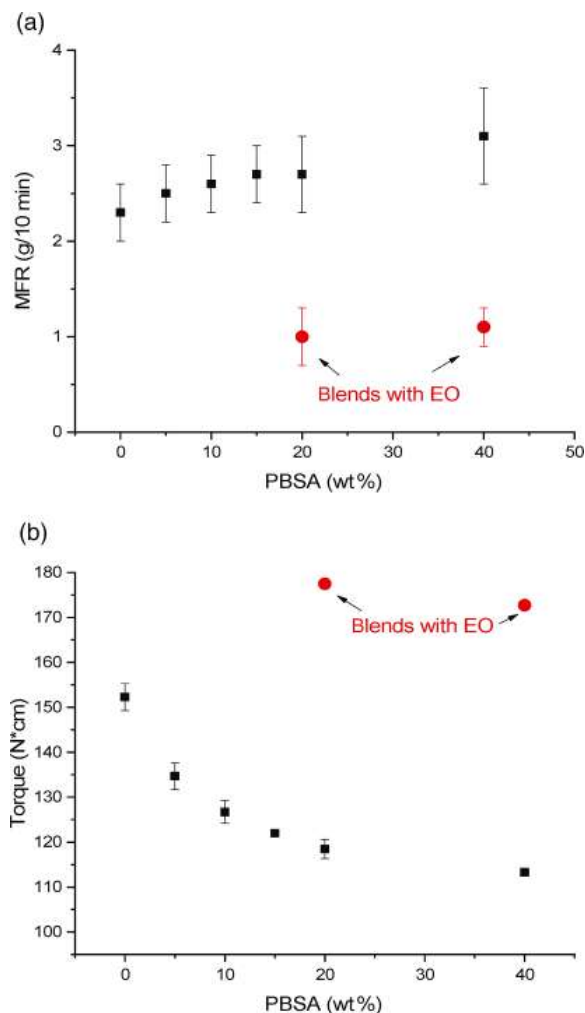 (a)
4
3
2
1
0
MFR (g/10 min)
Blends with EO
0 10 20 30 40 50
PBSA (wt%)
(b)
180
170
160
150
140
130
120
110
100
Torque (N*cm)
Blends with EO
0 10 20 30 40
PBSA (wt%)